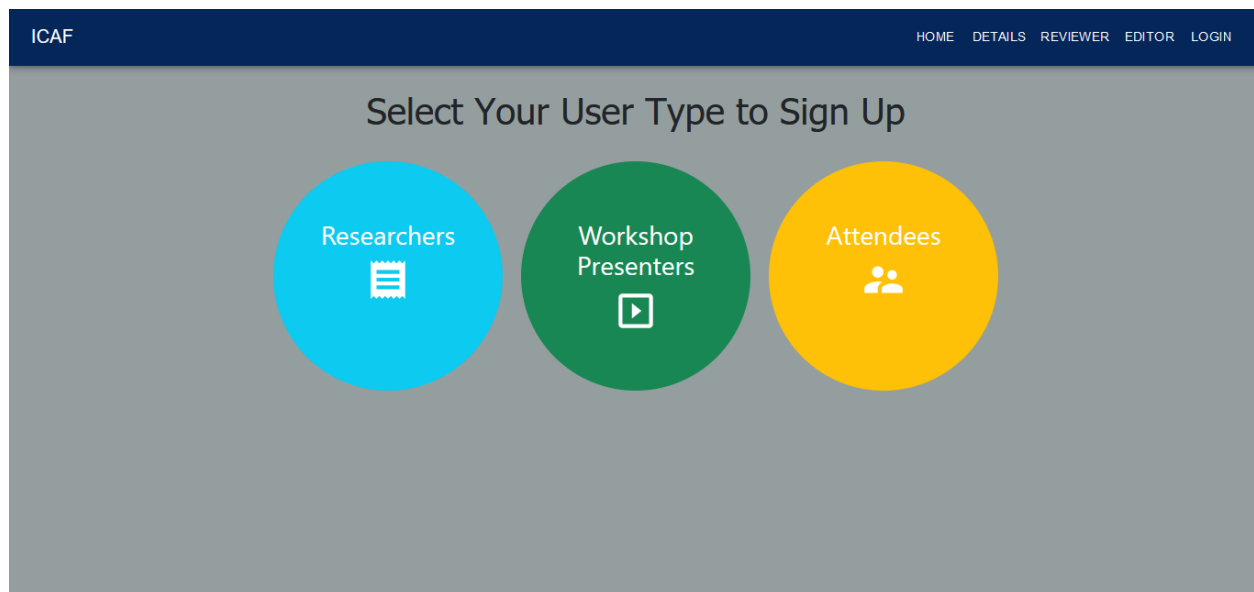 ICAF
HOME DETAILS REVIEWER EDITOR LOGIN
Select Your User Type to Sign Up
Researchers
Workshop
Presenters
Attendees